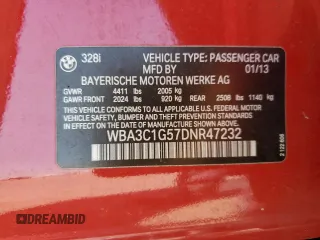 328i VEHICLE TYPE: PASSENGER CAR
MFD IN 01/13
BAYERISCHE MOTOREN WERKE AG
GVWR 4411 lbs 2005 kg
GAWR FRONT 2024 lbs 920 kg REAR 2508 lbs 1140 kg
THIS VEHICLE CONFORMS TO ALL APPLICABLE U.S. FEDERAL MOTOR VEHICLE SAFETY, BUMPER, AND THEFT PREVENTION STANDARDS IN EFFECT ON THE DATE OF MANUFACTURE SHOWN ABOVE.
WBA3C1G57DNR47232
DREAMBID